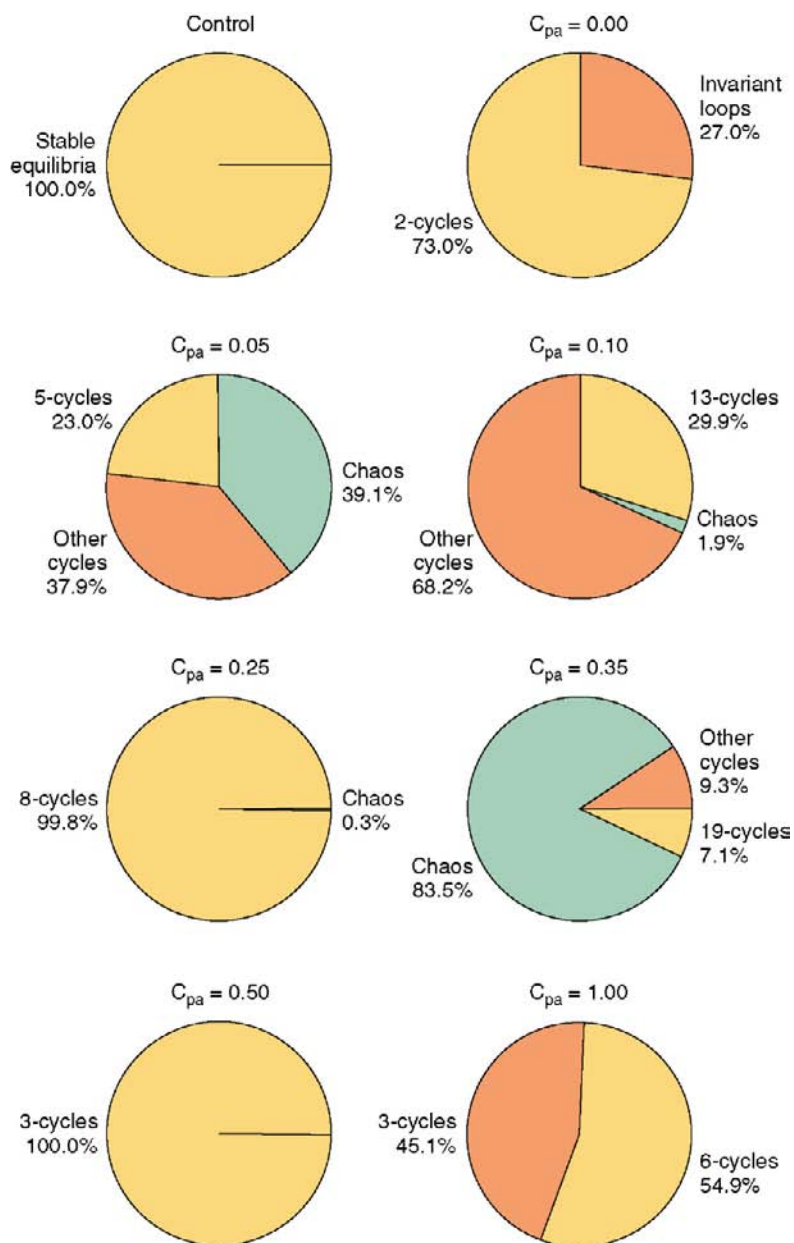 Control
Stable
equilibria
100.0%
C_pa = 0.00
Invariant
loops
27.0%
2-cycles
73.0%
C_pa = 0.05
5-cycles
23.0%
Chaos
39.1%
Other
cycles
37.9%
C_pa = 0.10
13-cycles
29.9%
Chaos
1.9%
Other
cycles
68.2%
C_pa = 0.25
8-cycles
99.8%
Chaos
0.3%
C_pa = 0.35
Other
cycles
9.3%
19-cycles
7.1%
Chaos
83.5%
C_pa = 0.50
3-cycles
100.0%
C_pa = 1.00
3-cycles
45.1%
6-cycles
54.9%